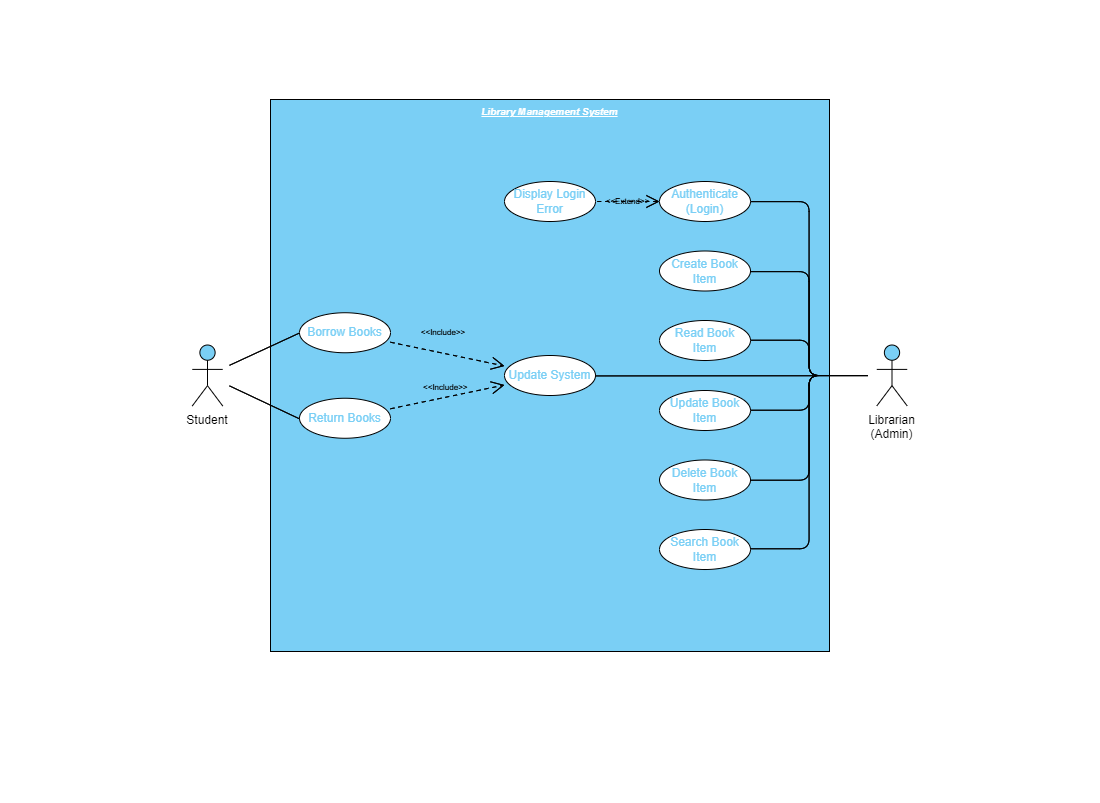 Library Management System
Display Login
Error
<<Extend>>
Authenticate
(Login)
Create Book
Item
Borrow Books
<<Include>>
Read Book
Item
Update System
<<Include>>
Return Books
Update Book
Item
Student
Librarian
(Admin)
Delete Book
Item
Search Book
Item